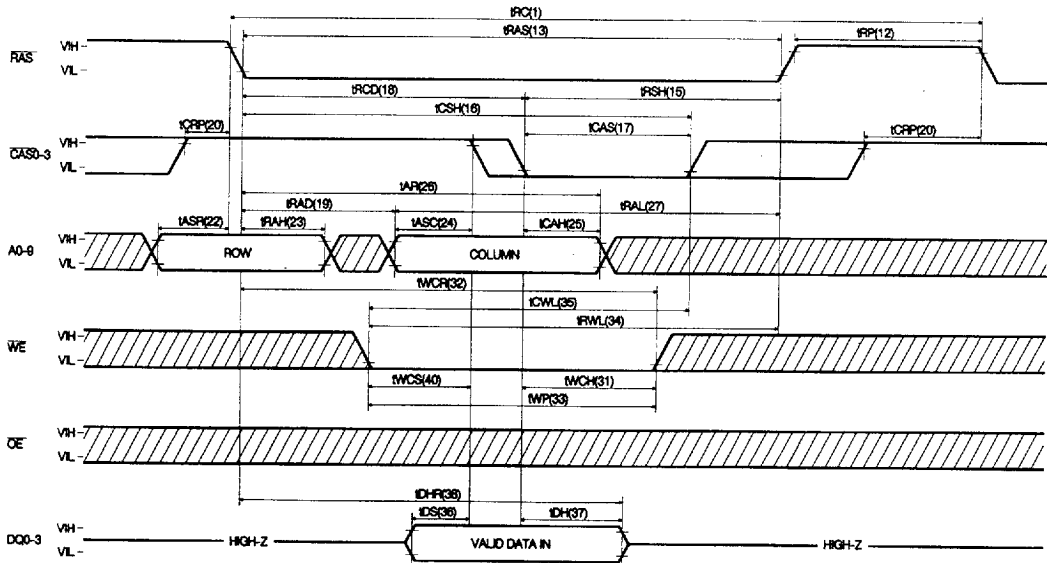 tRC(1)
tRAS(13)
tRP(12)
RAS
VIH
VIL
tRCD(18)
tRSH(15)
tCSH(16)
tCRP(20)
tCAS(17)
tCRP(20)
CAS0-3
VIH
VIL
tAR(26)
tRAD(19)
tRAL(27)
tASR(22)
tRAH(23)
tASC(24)
tCAH(25)
A0-9
VIH
VIL
ROW
COLUMN
tWCR(32)
tCWL(35)
tRWL(34)
WE
VIH
VIL
tWCS(40)
tWCH(31)
tWP(33)
OE
VIH
VIL
tDHR(38)
tDS(36)
tDH(37)
DQ0-3
VIH
VIL
HIGH-Z
VALID DATA IN
HIGH-Z